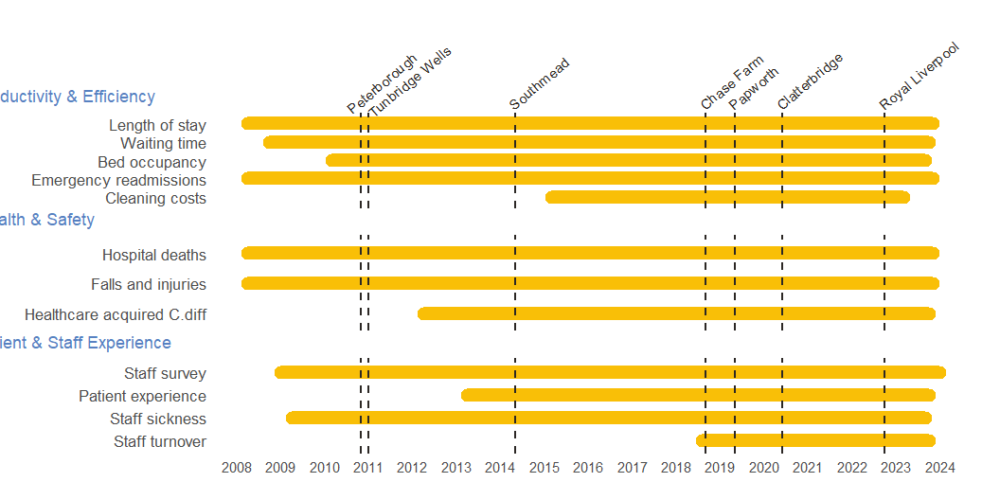 Peterborough
Tunbridge Wells
Southmead
Chase Farm
Papworth
Clatterbridge
Royal Liverpool
ductivity & Efficiency
Length of stay
Waiting time
Bed occupancy
Emergency readmissions
Cleaning costs
alth & Safety
Hospital deaths
Falls and injuries
Healthcare acquired C.diff
ient & Staff Experience
Staff survey
Patient experience
Staff sickness
Staff turnover
2008 2009 2010 2011 2012 2013 2014 2015 2016 2017 2018 2019 2020 2021 2022 2023 2024